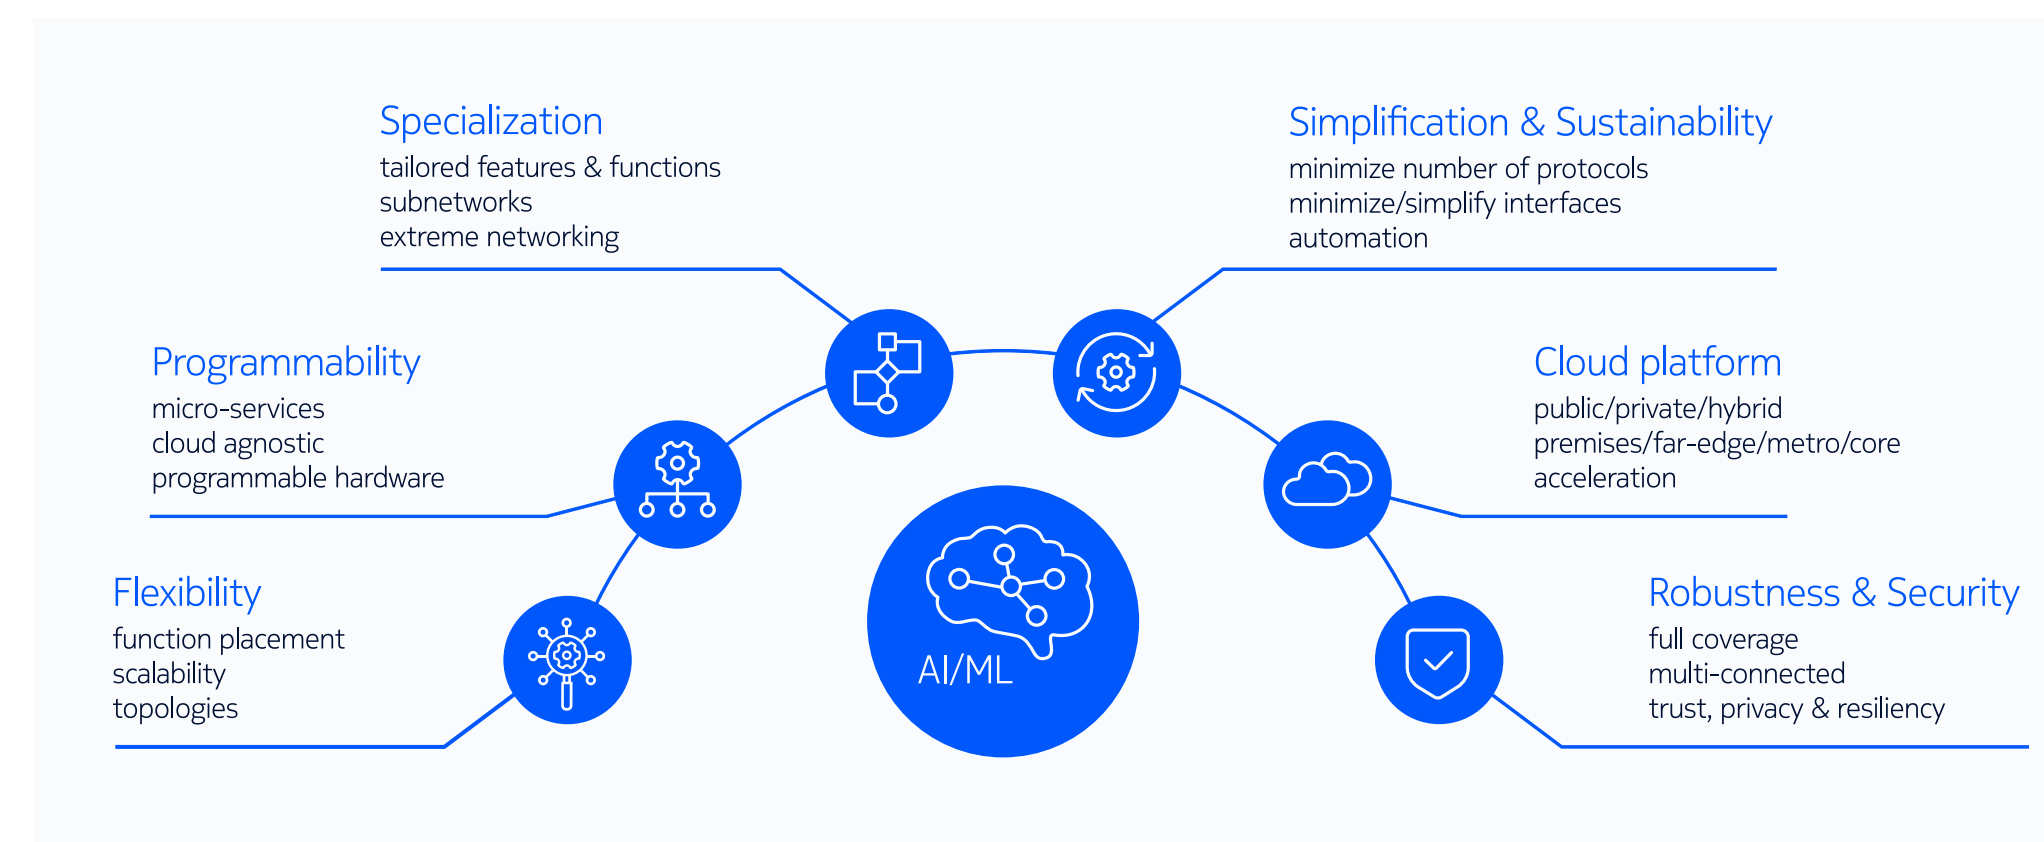 Specialization
tailored features & functions
subnetworks
extreme networking
Simplification & Sustainability
minimize number of protocols
minimize/simplify interfaces
automation
Programmability
micro-services
cloud agnostic
programmable hardware
Cloud platform
public/private/hybrid
premises/far-edge/metro/core
acceleration
Flexibility
function placement
scalability
topologies
AI/ML
Robustness & Security
full coverage
multi-connected
trust, privacy & resiliency